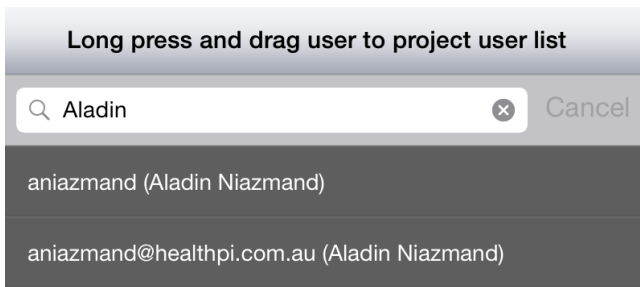 Long press and drag user to project user list
Aladin Cancel
aniazmand (Aladin Niazmand)
aniazmand@healthpi.com.au (Aladin Niazmand)